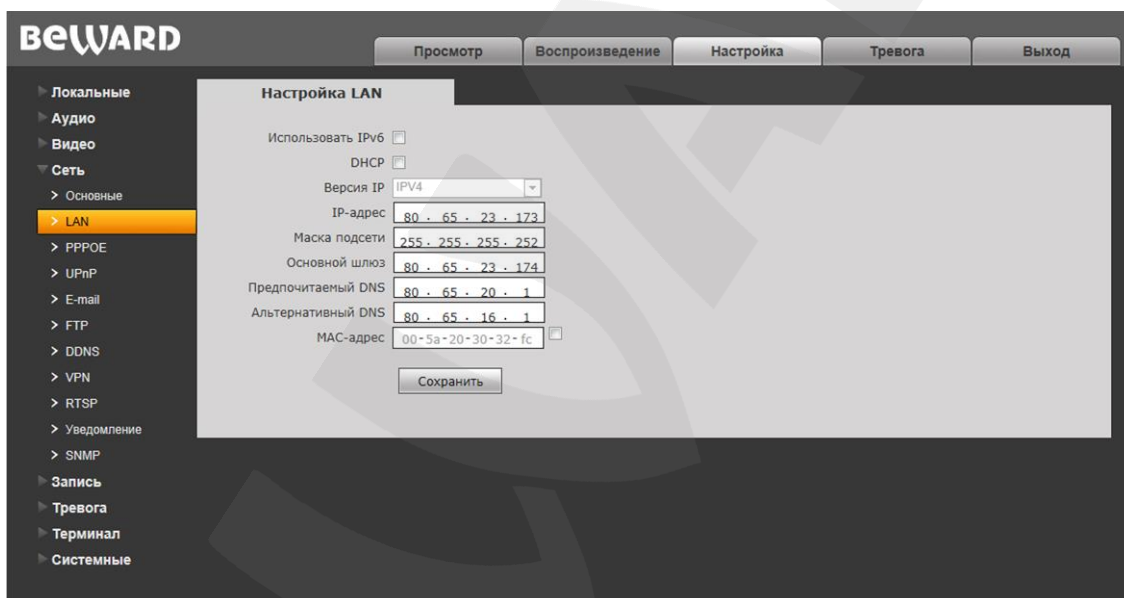 BEWARD
Просмотр Воспроизведение Настройка Тревога Выход
Локальные
Аудио
Видео
Сеть
Основные
LAN
PPPOE
UPnP
E-mail
FTP
DDNS
VPN
RTSP
Уведомление
SNMP
Запись
Тревога
Терминал
Системные
Настройка LAN
Использовать IPv6
DHCP
Версия IP IPV4
IP-адрес 80 . 65 . 23 . 173
Маска подсети 255 . 255 . 255 . 252
Основной шлюз 80 . 65 . 23 . 174
Предпочитаемый DNS 80 . 65 . 20 . 1
Альтернативный DNS 80 . 65 . 16 . 1
MAC-адрес 00-5a-20-30-32-fc
Сохранить